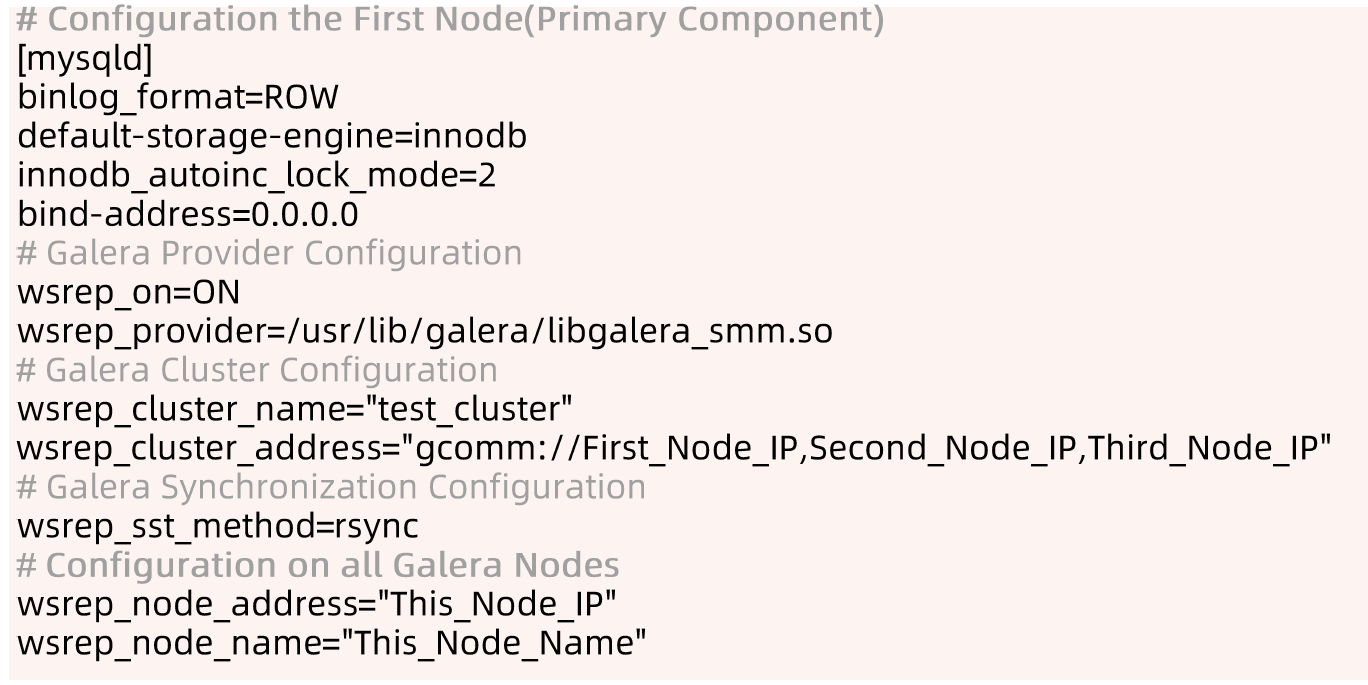 # Configuration the First Node(Primary Component)
[mysqld]
binlog_format=ROW
default-storage-engine=innodb
innodb_autoinc_lock_mode=2
bind-address=0.0.0.0
# Galera Provider Configuration
wsrep_on=ON
wsrep_provider=/usr/lib/galera/libgalera_smm.so
# Galera Cluster Configuration
wsrep_cluster_name="test_cluster"
wsrep_cluster_address="gcomm://First_Node_IP,Second_Node_IP,Third_Node_IP"
# Galera Synchronization Configuration
wsrep_sst_method=rsync
# Configuration on all Galera Nodes
wsrep_node_address="This_Node_IP"
wsrep_node_name="This_Node_Name"